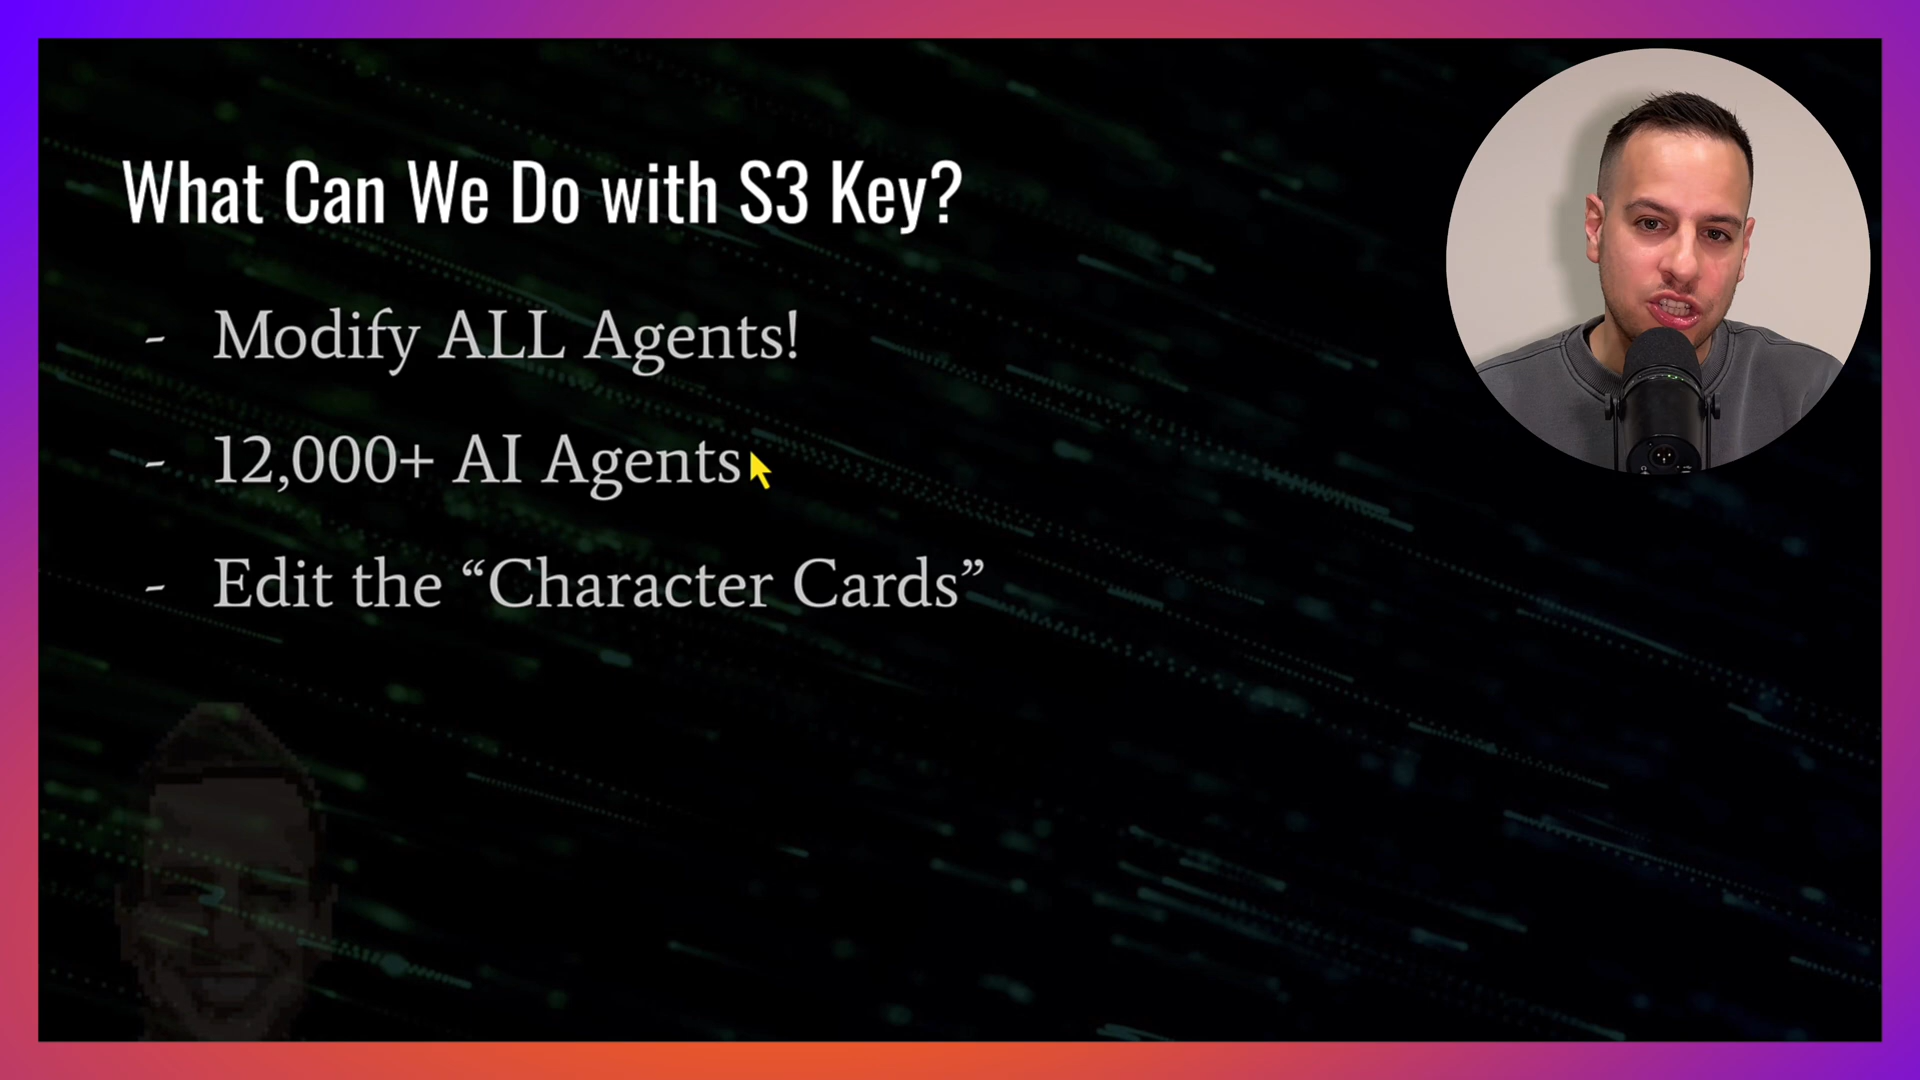 What Can We Do with S3 Key?
- Modify ALL Agents!
- 12,000+ AI Agents
- Edit the “Character Cards”